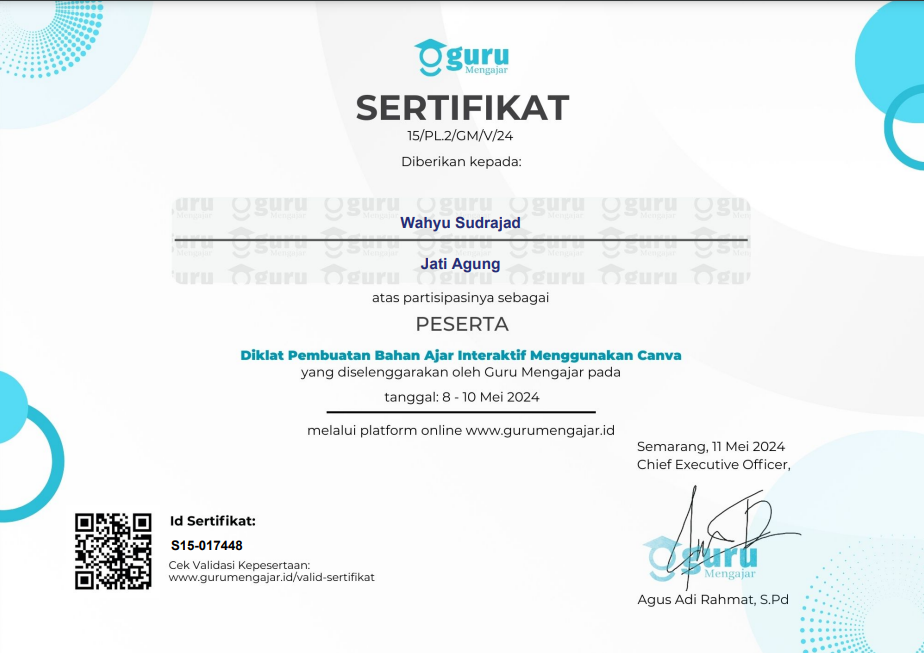 guru
Mengajar
SERTIFIKAT
15/PL.2/GM/V/24
Diberikan kepada:
Wahyu Sudrajad
Jati Agung
atas partisipasinya sebagai
PESERTA
Diklat Pembuatan Bahan Ajar Interaktif Menggunakan Canva
yang diselenggarakan oleh Guru Mengajar pada
tanggal: 8 - 10 Mei 2024
melalui platform online www.gurumengajar.id
Semarang, 11 Mei 2024
Chief Executive Officer,
guru
Mengajar
Agus Adi Rahmat, S.Pd
Id Sertifikat:
S15-017448
Cek Validasi Kepesertaan:
www.gurumengajar.id/valid-sertifikat